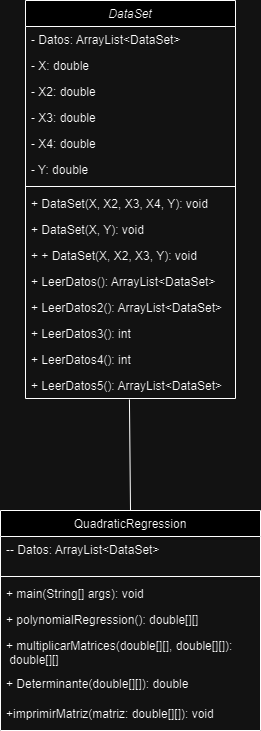 DataSet
- Datos: ArrayList<DataSet>
- X: double
- X2: double
- X3: double
- X4: double
- Y: double
+ DataSet(X, X2, X3, X4, Y): void
+ DataSet(X, Y): void
+ + DataSet(X, X2, X3, Y): void
+ LeerDatos(): ArrayList<DataSet>
+ LeerDatos2(): ArrayList<DataSet>
+ LeerDatos3(): int
+ LeerDatos4(): int
+ LeerDatos5(): ArrayList<DataSet>
QuadraticRegression
-- Datos: ArrayList<DataSet>
+ main(String[] args): void
+ polynomialRegression(): double[][]
+ multiplicarMatrices(double[][], double[][]):
double[][]
+ Determinante(double[][]): double
+imprimirMatriz(matriz: double[][]): void